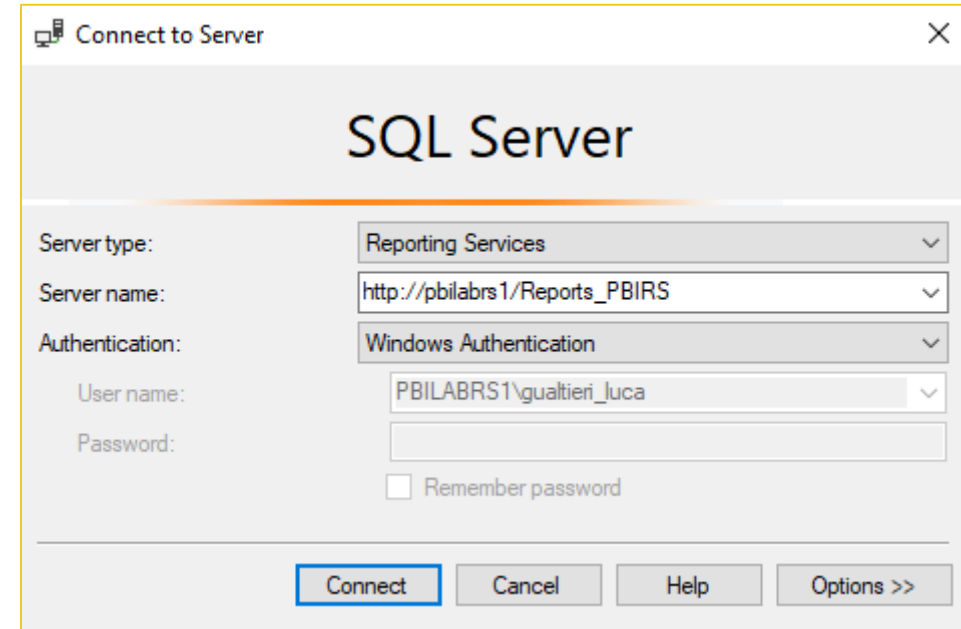 Connect to Server
SQL Server
Server type: Reporting Services
Server name: http://pbilabrs1/Reports_PBIRS
Authentication: Windows Authentication
User name: PBILABRS1\gualtieri_luca
Password:
Remember password
Connect Cancel Help Options >>